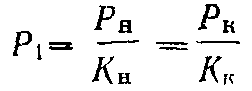 P₁ = Pн/Kн = Pк/Kк